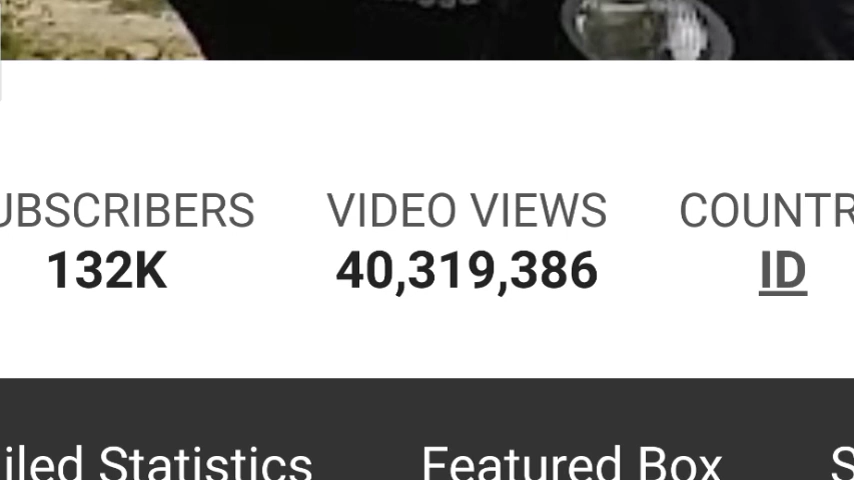 UBSCRIBERS VIDEO VIEWS COUNTR
132K 40,319,386 ID
iled Statistics Featured Box S